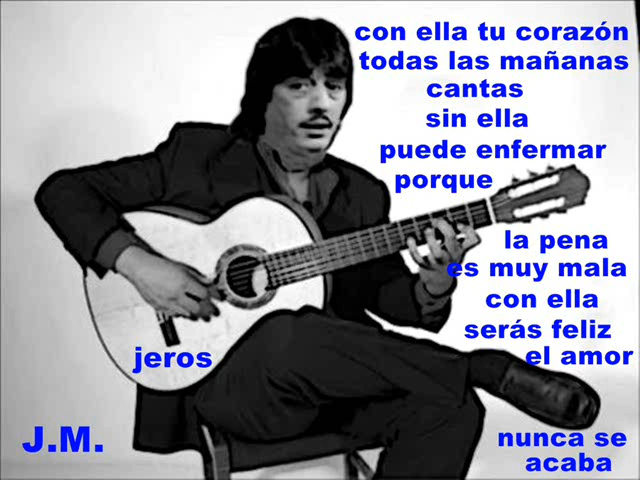 con ella tu corazón
todas las mañanas
cantas
sin ella
puede enfermar
porque
la pena
es muy mala
con ella
serás feliz
el amor
jeros
J.M.
nunca se
acaba